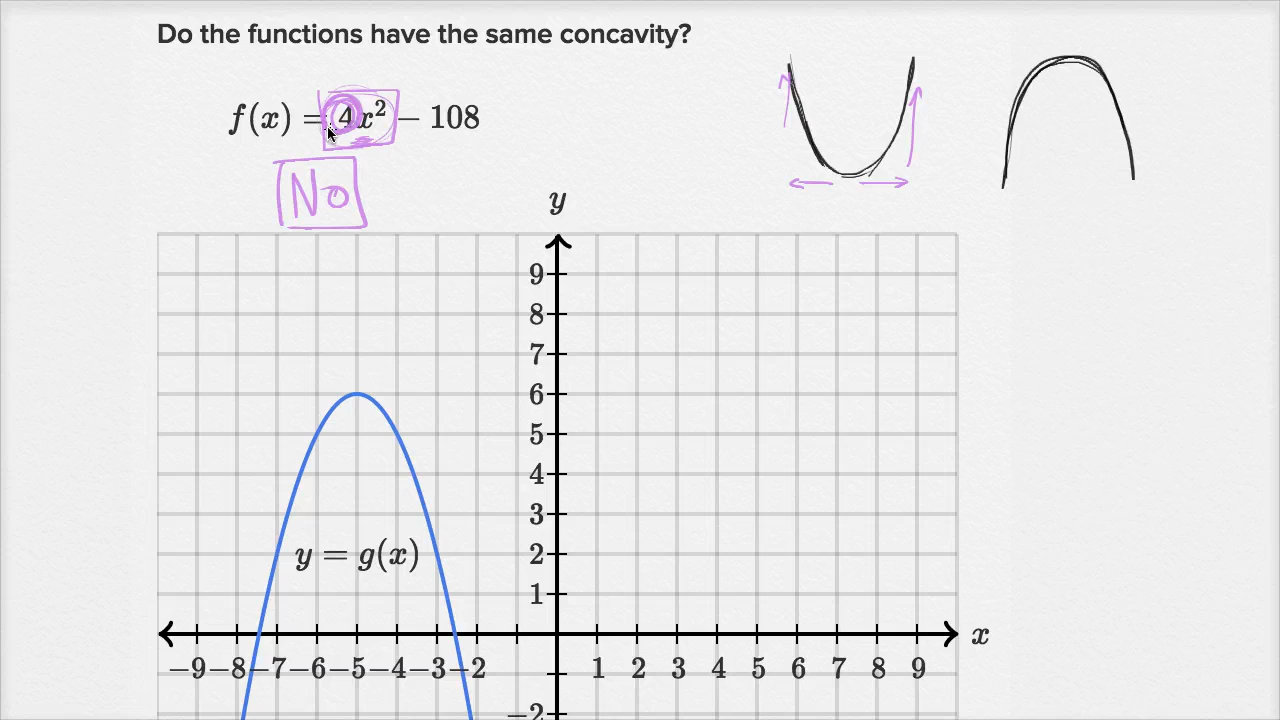 Do the functions have the same concavity?
f(x) = 4x² − 108
No
y
9
8
7
6
5
4
3
y = g(x)
2
1
x
−9 −8 −7 −6 −5 −4 −3 −2 1 2 3 4 5 6 7 8 9
−2